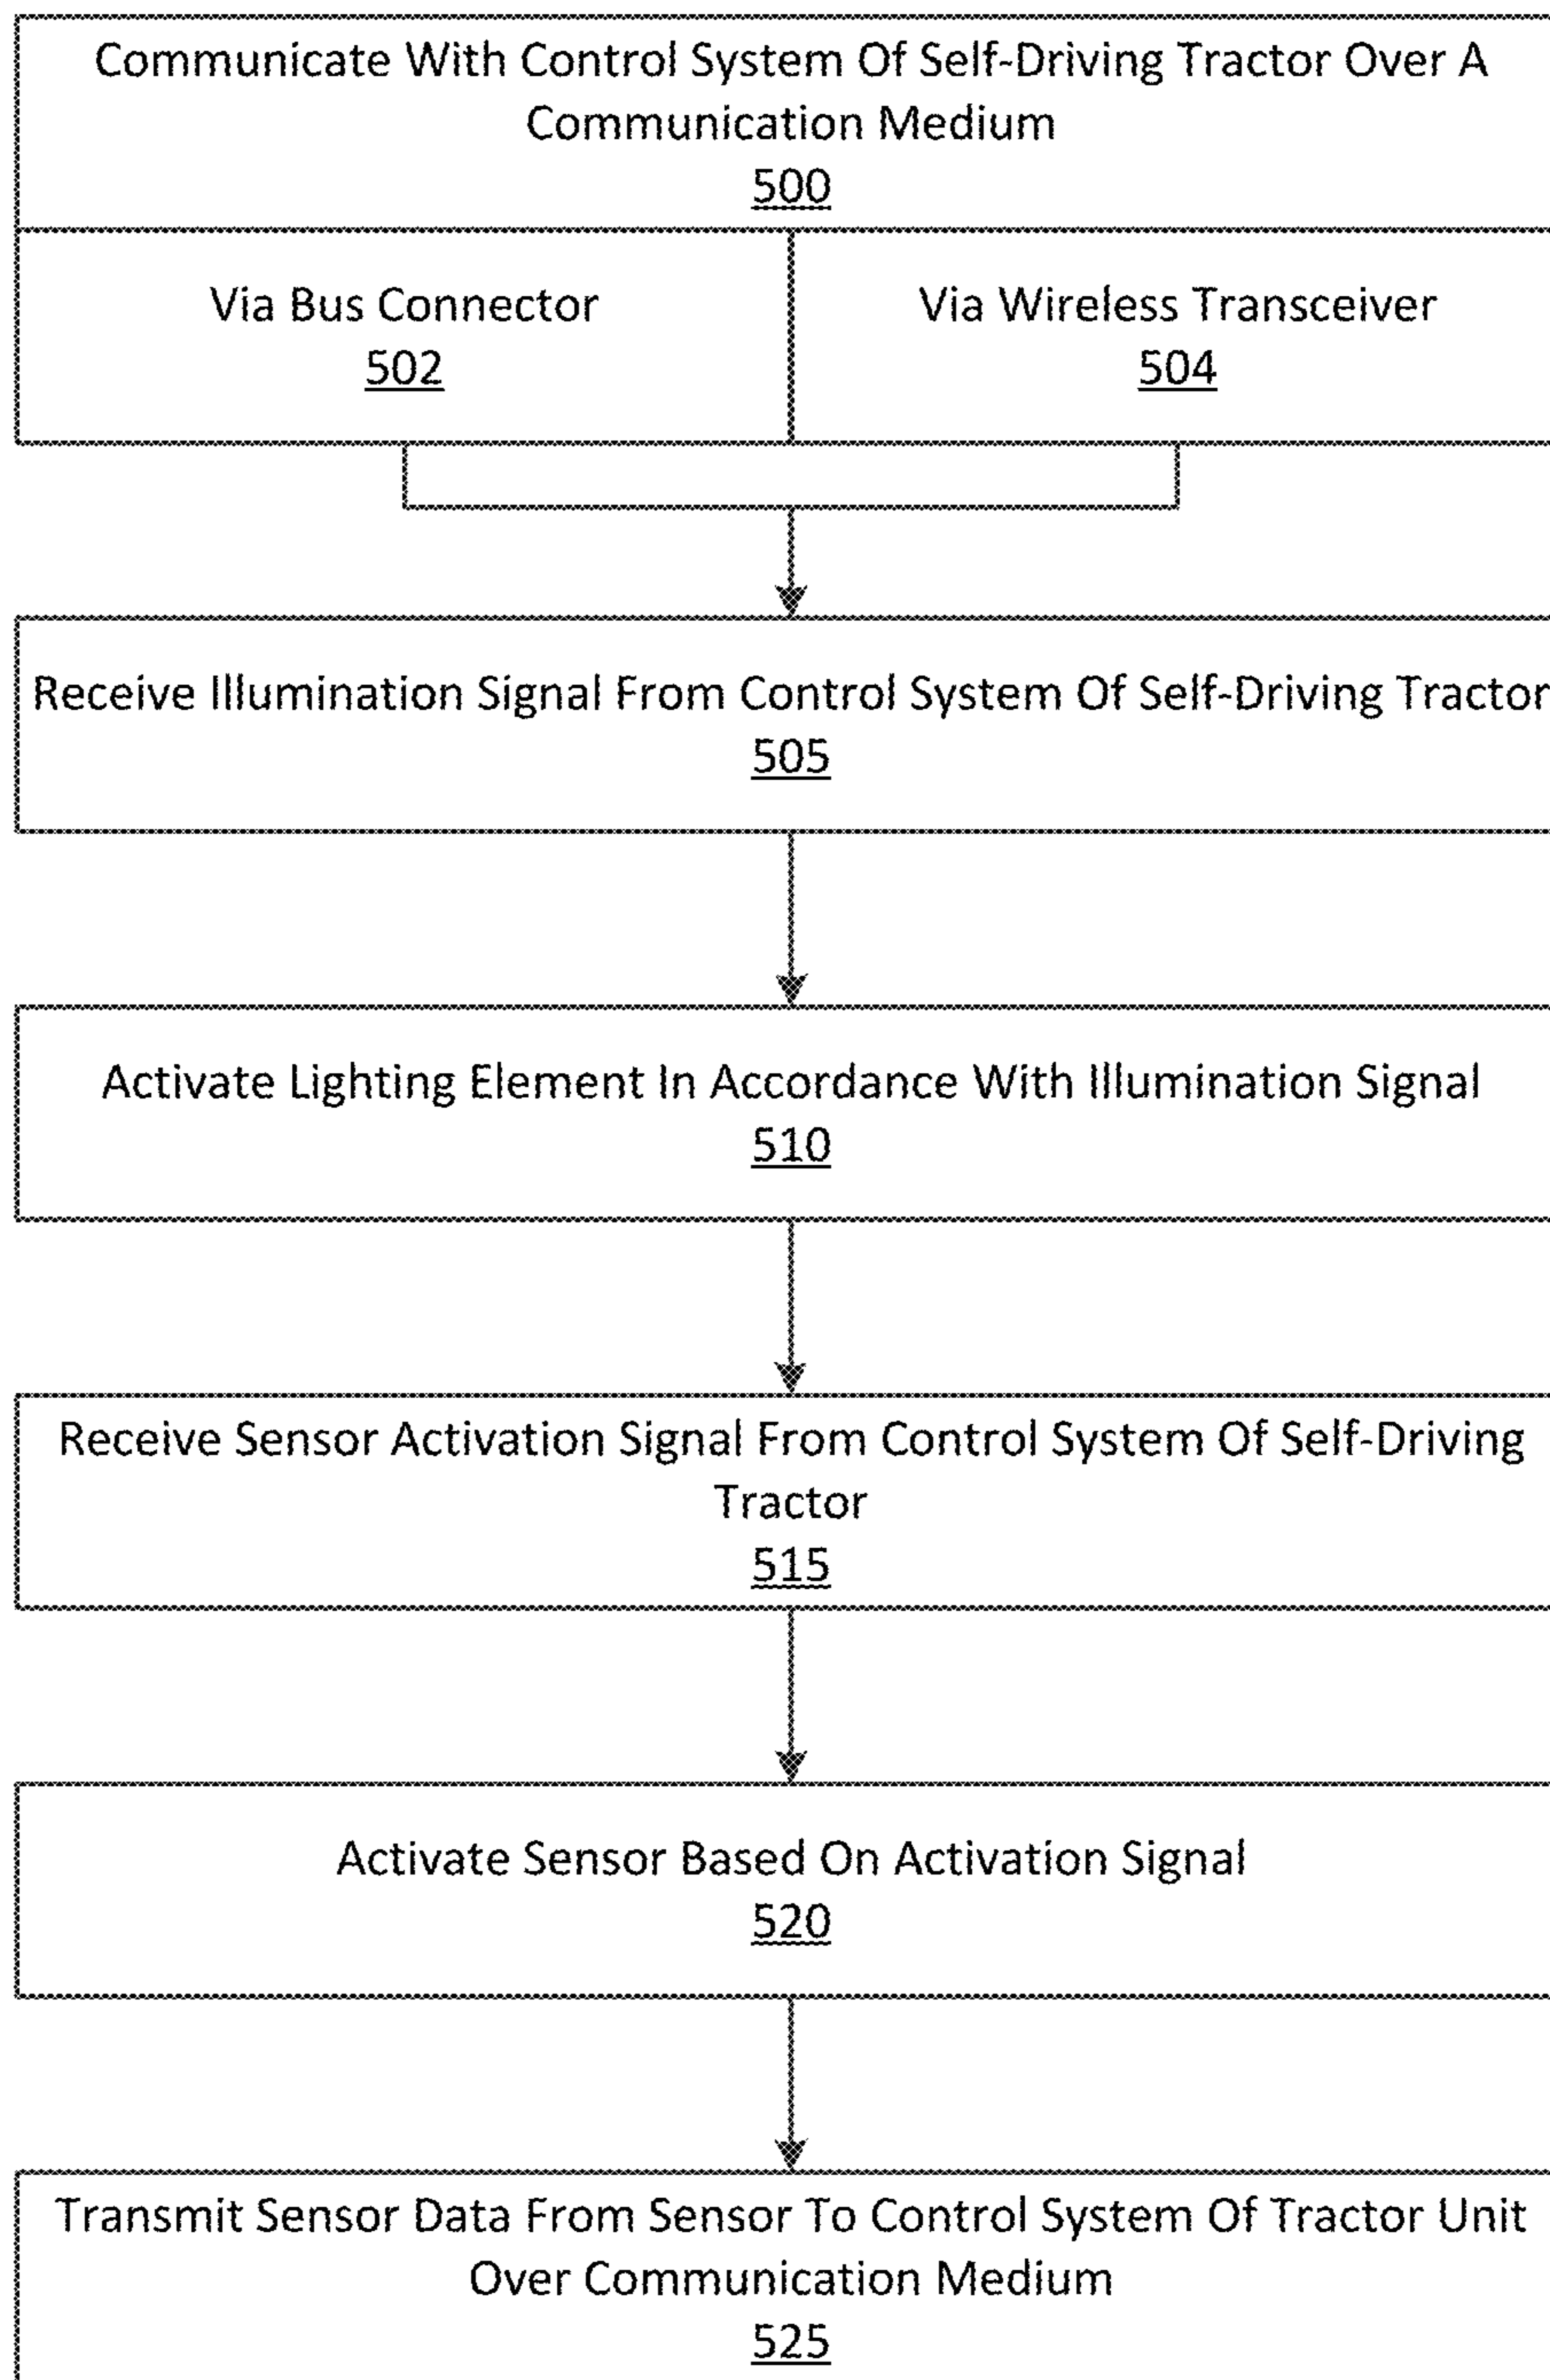 Communicate With Control System Of Self-Driving Tractor Over A
Communication Medium
500
Via Bus Connector
502
Via Wireless Transceiver
504
Receive Illumination Signal From Control System Of Self-Driving Tractor
505
Activate Lighting Element In Accordance With Illumination Signal
510
Receive Sensor Activation Signal From Control System Of Self-Driving
Tractor
515
Activate Sensor Based On Activation Signal
520
Transmit Sensor Data From Sensor To Control System Of Tractor Unit
Over Communication Medium
525